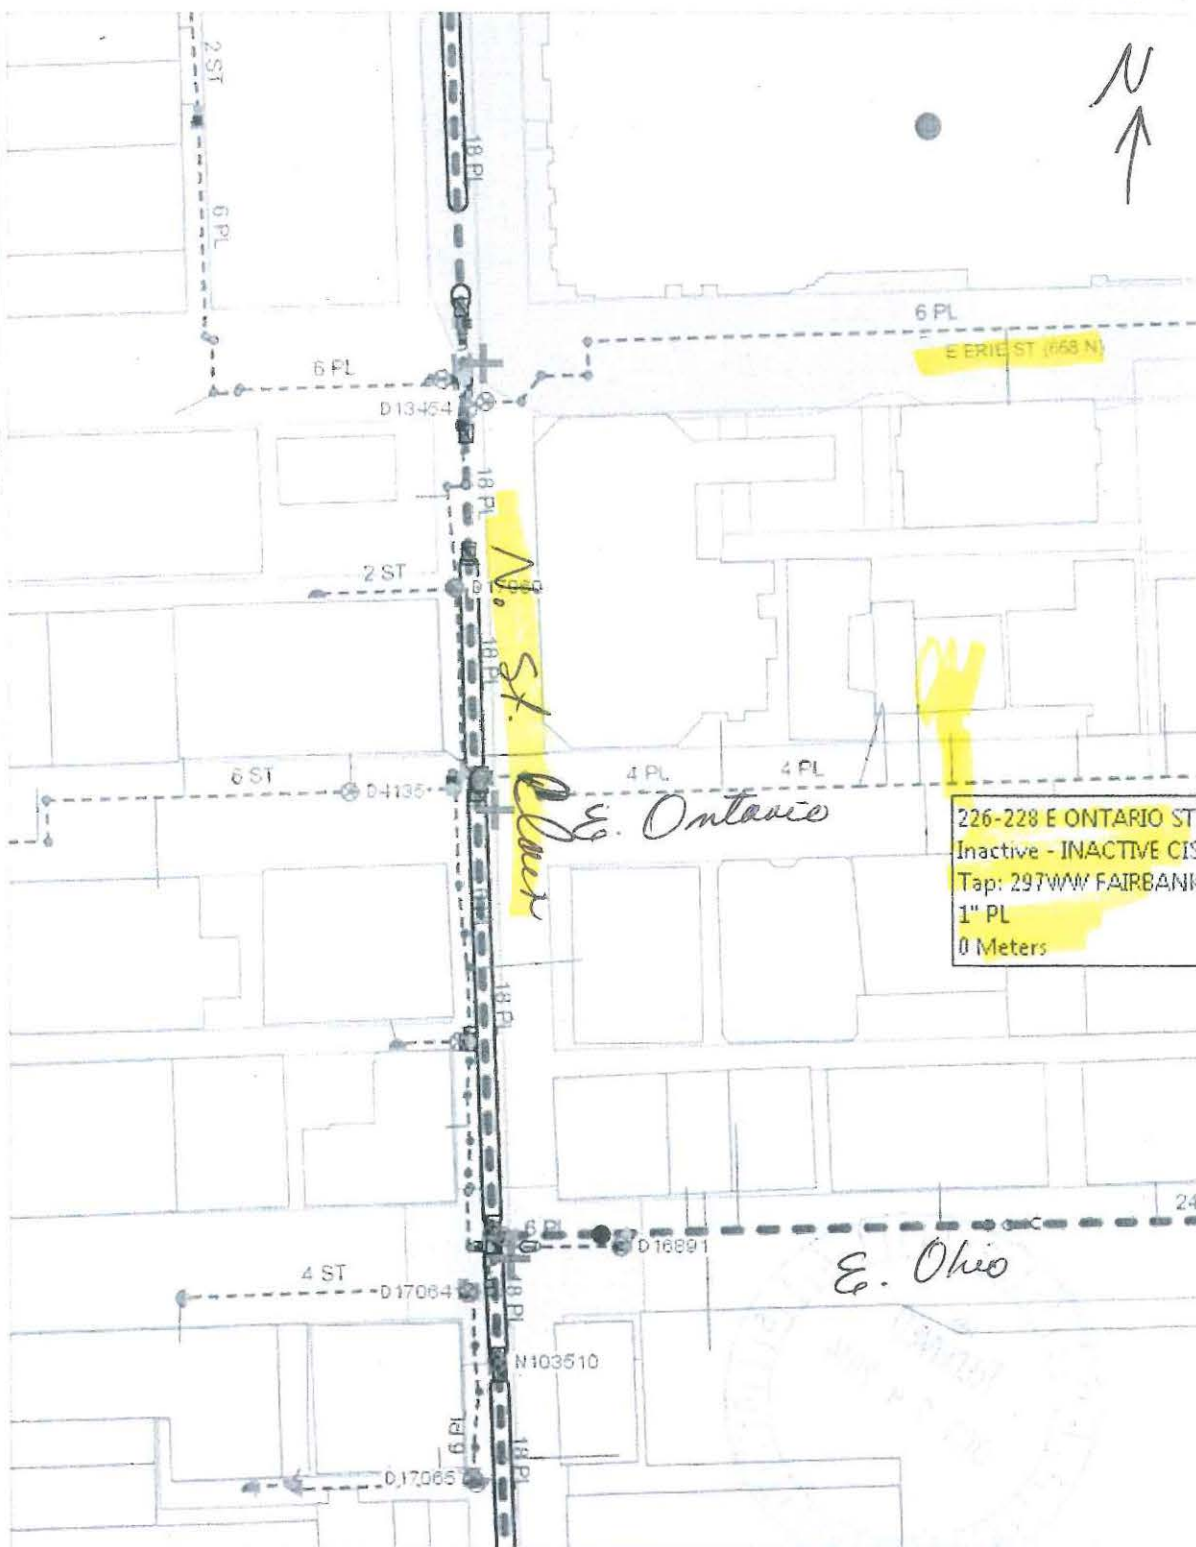 N
2 ST
18 PL
6 PL
6 PL
E ERIE ST (658 N)
6 PL
D13454
18 PL
2 ST
N. St. Clair
18 PL
6 ST
D4135
4 PL
4 PL
E. Ontario
226-228 E ONTARIO ST
Inactive - INACTIVE CIS
Tap: 297WW FAIRBANK
1" PL
0 Meters
18 PL
24
6 PL
D16891
E. Ohio
4 ST
D17064
18 PL
N103510
6 PL
18 PL
D17065